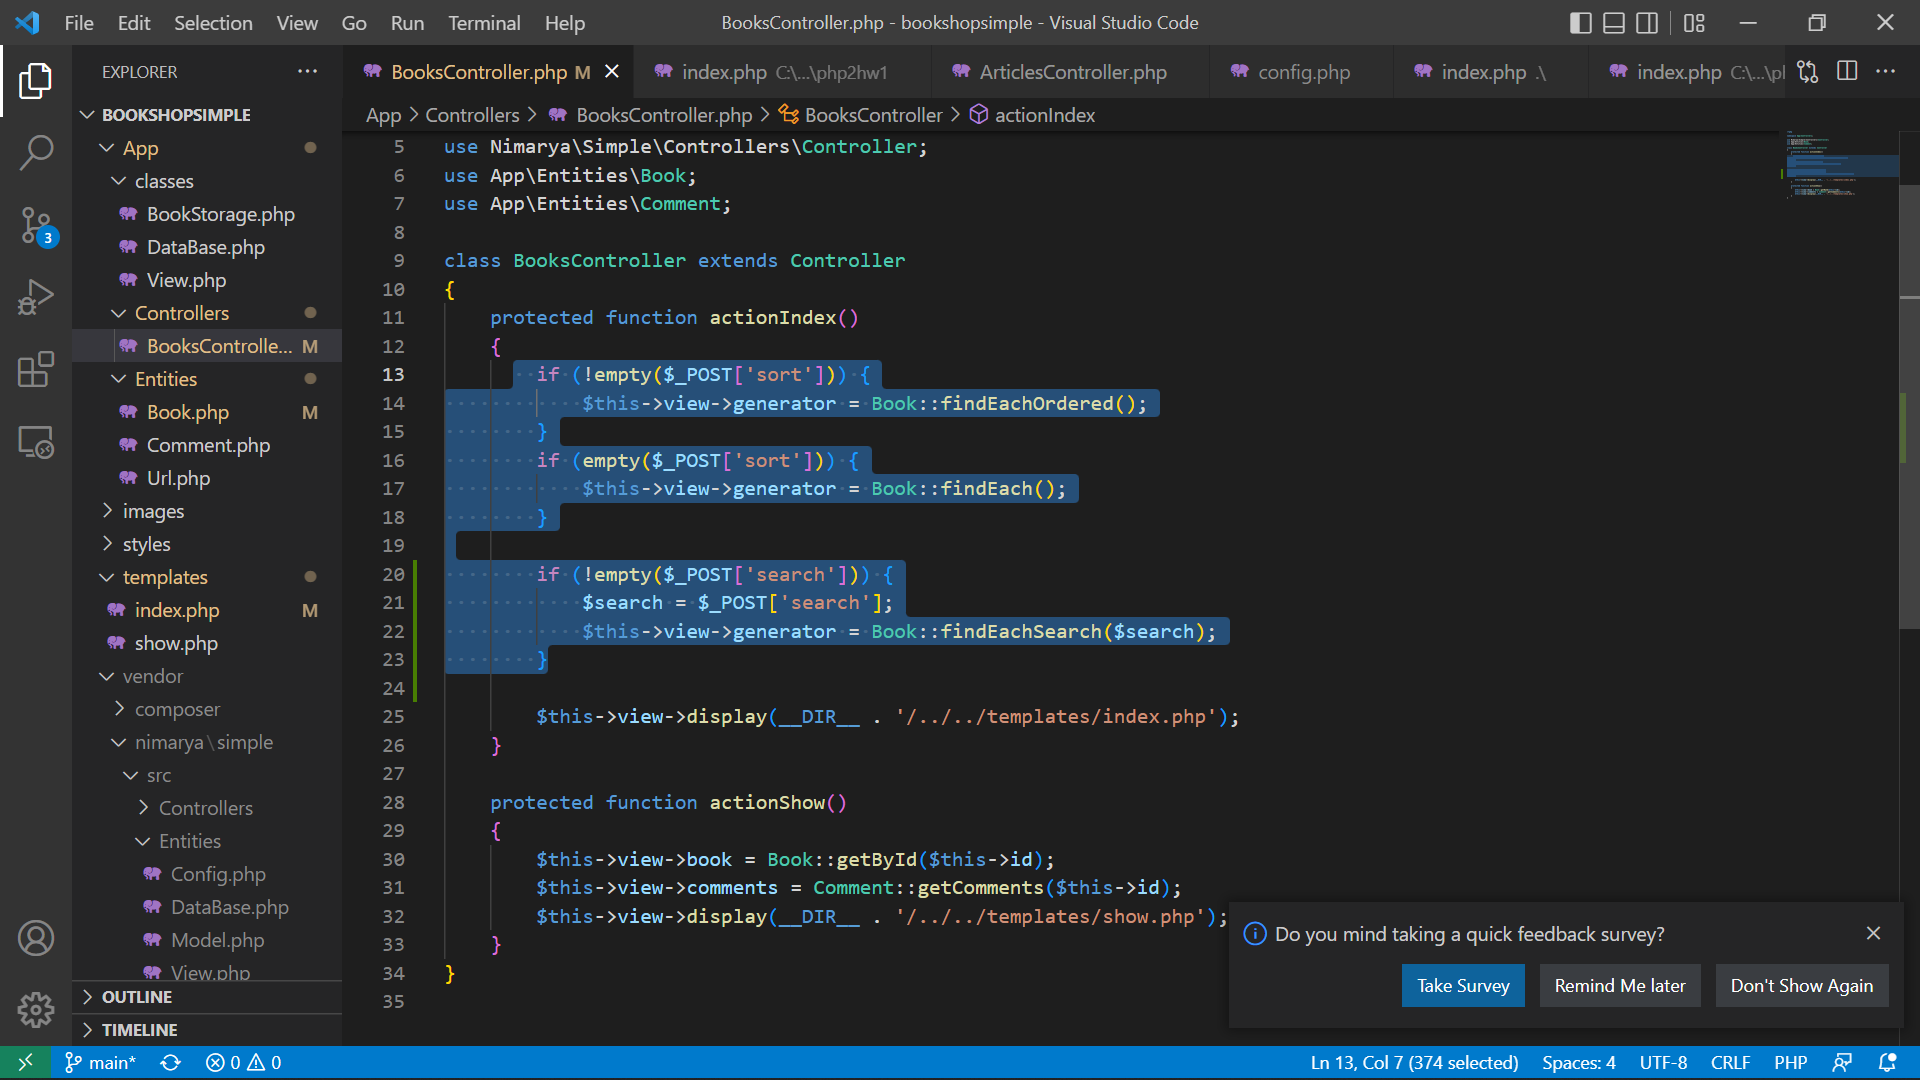 File Edit Selection View Go Run Terminal Help
BooksController.php - bookshopsimple - Visual Studio Code
EXPLORER
BOOKSHOPSIMPLE
App
classes
BookStorage.php
DataBase.php
View.php
Controllers
BooksControlle... M
Entities
Book.php M
Comment.php
Url.php
images
styles
templates
index.php M
show.php
vendor
composer
nimarya\simple
src
Controllers
Entities
Config.php
DataBase.php
Model.php
View.php
OUTLINE
TIMELINE
3
BooksController.php M
index.php C:\...\php2hw1
ArticlesController.php
config.php
index.php .\
index.php C:\...\pl
App > Controllers > BooksController.php > BooksController > actionIndex
5 use Nimarya\Simple\Controllers\Controller;
6 use App\Entities\Book;
7 use App\Entities\Comment;
8
9 class BooksController extends Controller
10 {
11 protected function actionIndex()
12 {
13 if (!empty($_POST['sort'])) {
14 $this->view->generator = Book::findEachOrdered();
15 }
16 if (empty($_POST['sort'])) {
17 $this->view->generator = Book::findEach();
18 }
19
20 if (!empty($_POST['search'])) {
21 $search = $_POST['search'];
22 $this->view->generator = Book::findEachSearch($search);
23 }
24
25 $this->view->display(__DIR__ . '/../../templates/index.php');
26 }
27
28 protected function actionShow()
29 {
30 $this->view->book = Book::getById($this->id);
31 $this->view->comments = Comment::getComments($this->id);
32 $this->view->display(__DIR__ . '/../../templates/show.php');
33 }
34 }
35
Do you mind taking a quick feedback survey?
Take Survey
Remind Me later
Don't Show Again
main*
0 0
Ln 13, Col 7 (374 selected)
Spaces: 4
UTF-8
CRLF
PHP